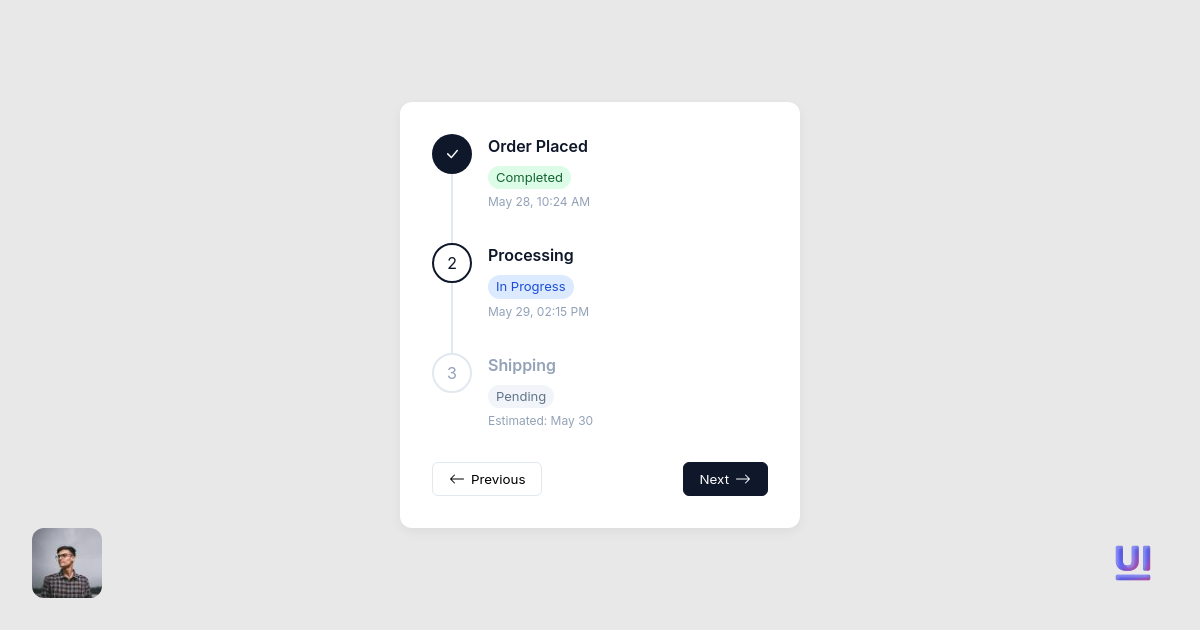 Order Placed
Completed
May 28, 10:24 AM
2
Processing
In Progress
May 29, 02:15 PM
3
Shipping
Pending
Estimated: May 30
Previous
Next
UI